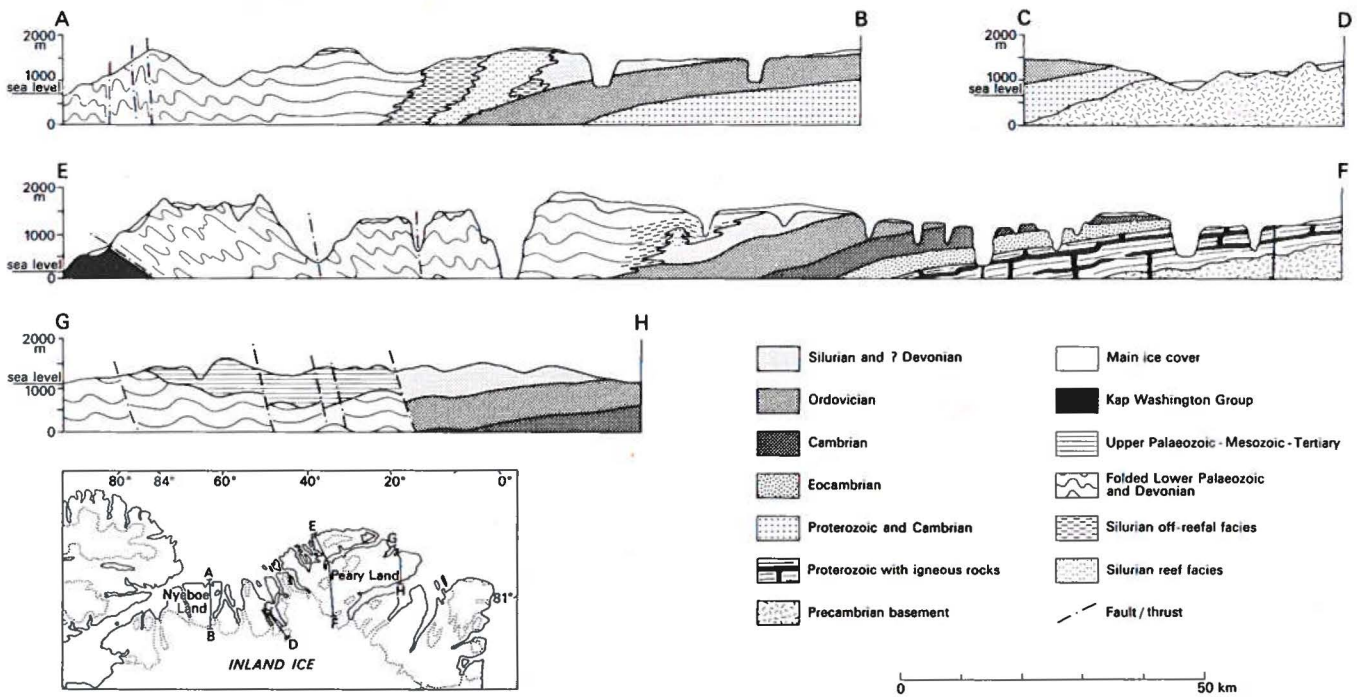 A
B
C
D
2000
m
1000
sea level
0
2000
m
1000
sea level
0
E
F
2000
m
1000
sea level
0
G
H
2000
m
sea level
1000
0
Silurian and ? Devonian
Ordovician
Cambrian
Eocambrian
Proterozoic and Cambrian
Proterozoic with igneous rocks
Precambrian basement
Main ice cover
Kap Washington Group
Upper Palaeozoic - Mesozoic - Tertiary
Folded Lower Palaeozoic
and Devonian
Silurian off-reefal facies
Silurian reef facies
Fault / thrust
80° 84° 60° 40° 20° 0°
E
G
A
Peary Land
Nyeboe
Land
H
81°
C
B
F
D
INLAND ICE
0 50 km